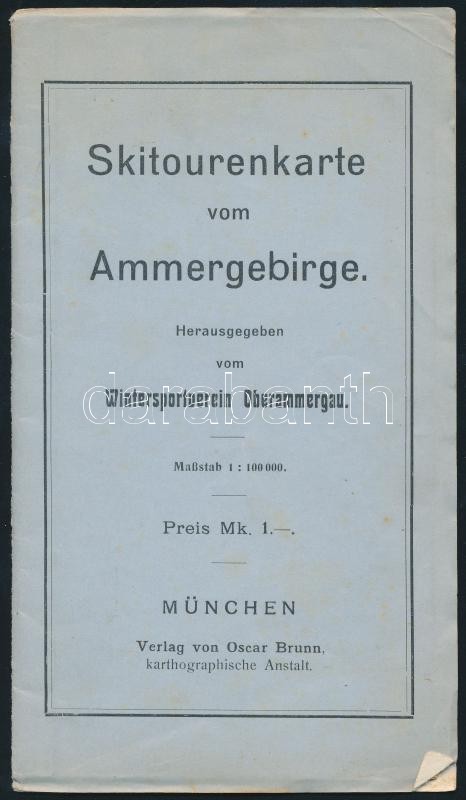 Skitourenkarte
vom
Ammergebirge.
Herausgegeben
vom
darabanth
Wintersportverein Oberammergau.
Maßstab 1 : 100 000.
Preis Mk. 1.—.
MÜNCHEN
Verlag von Oscar Brunn,
karthographische Anstalt.